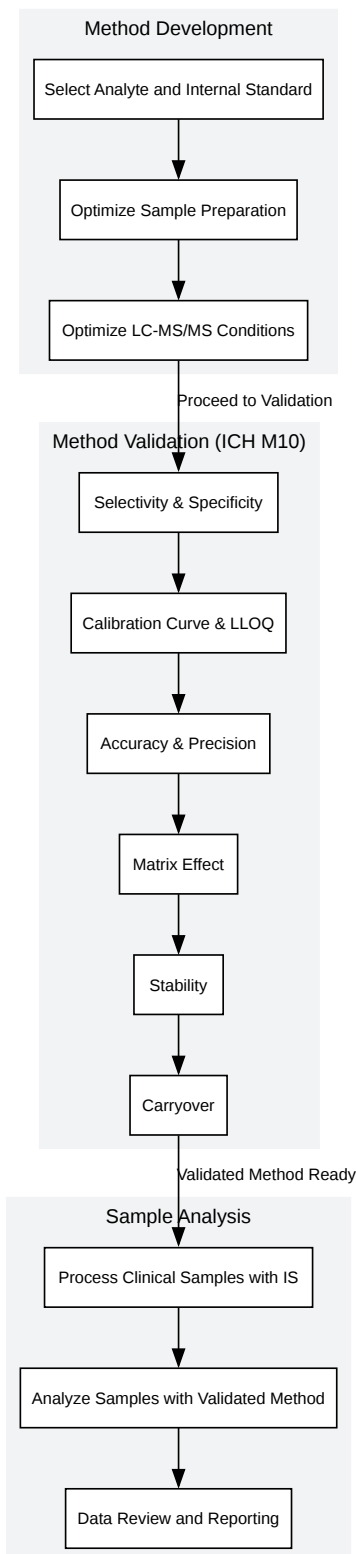 Method Development
Select Analyte and Internal Standard
Optimize Sample Preparation
Optimize LC-MS/MS Conditions
Proceed to Validation
Method Validation (ICH M10)
Selectivity & Specificity
Calibration Curve & LLOQ
Accuracy & Precision
Matrix Effect
Stability
Carryover
Validated Method Ready
Sample Analysis
Process Clinical Samples with IS
Analyze Samples with Validated Method
Data Review and Reporting